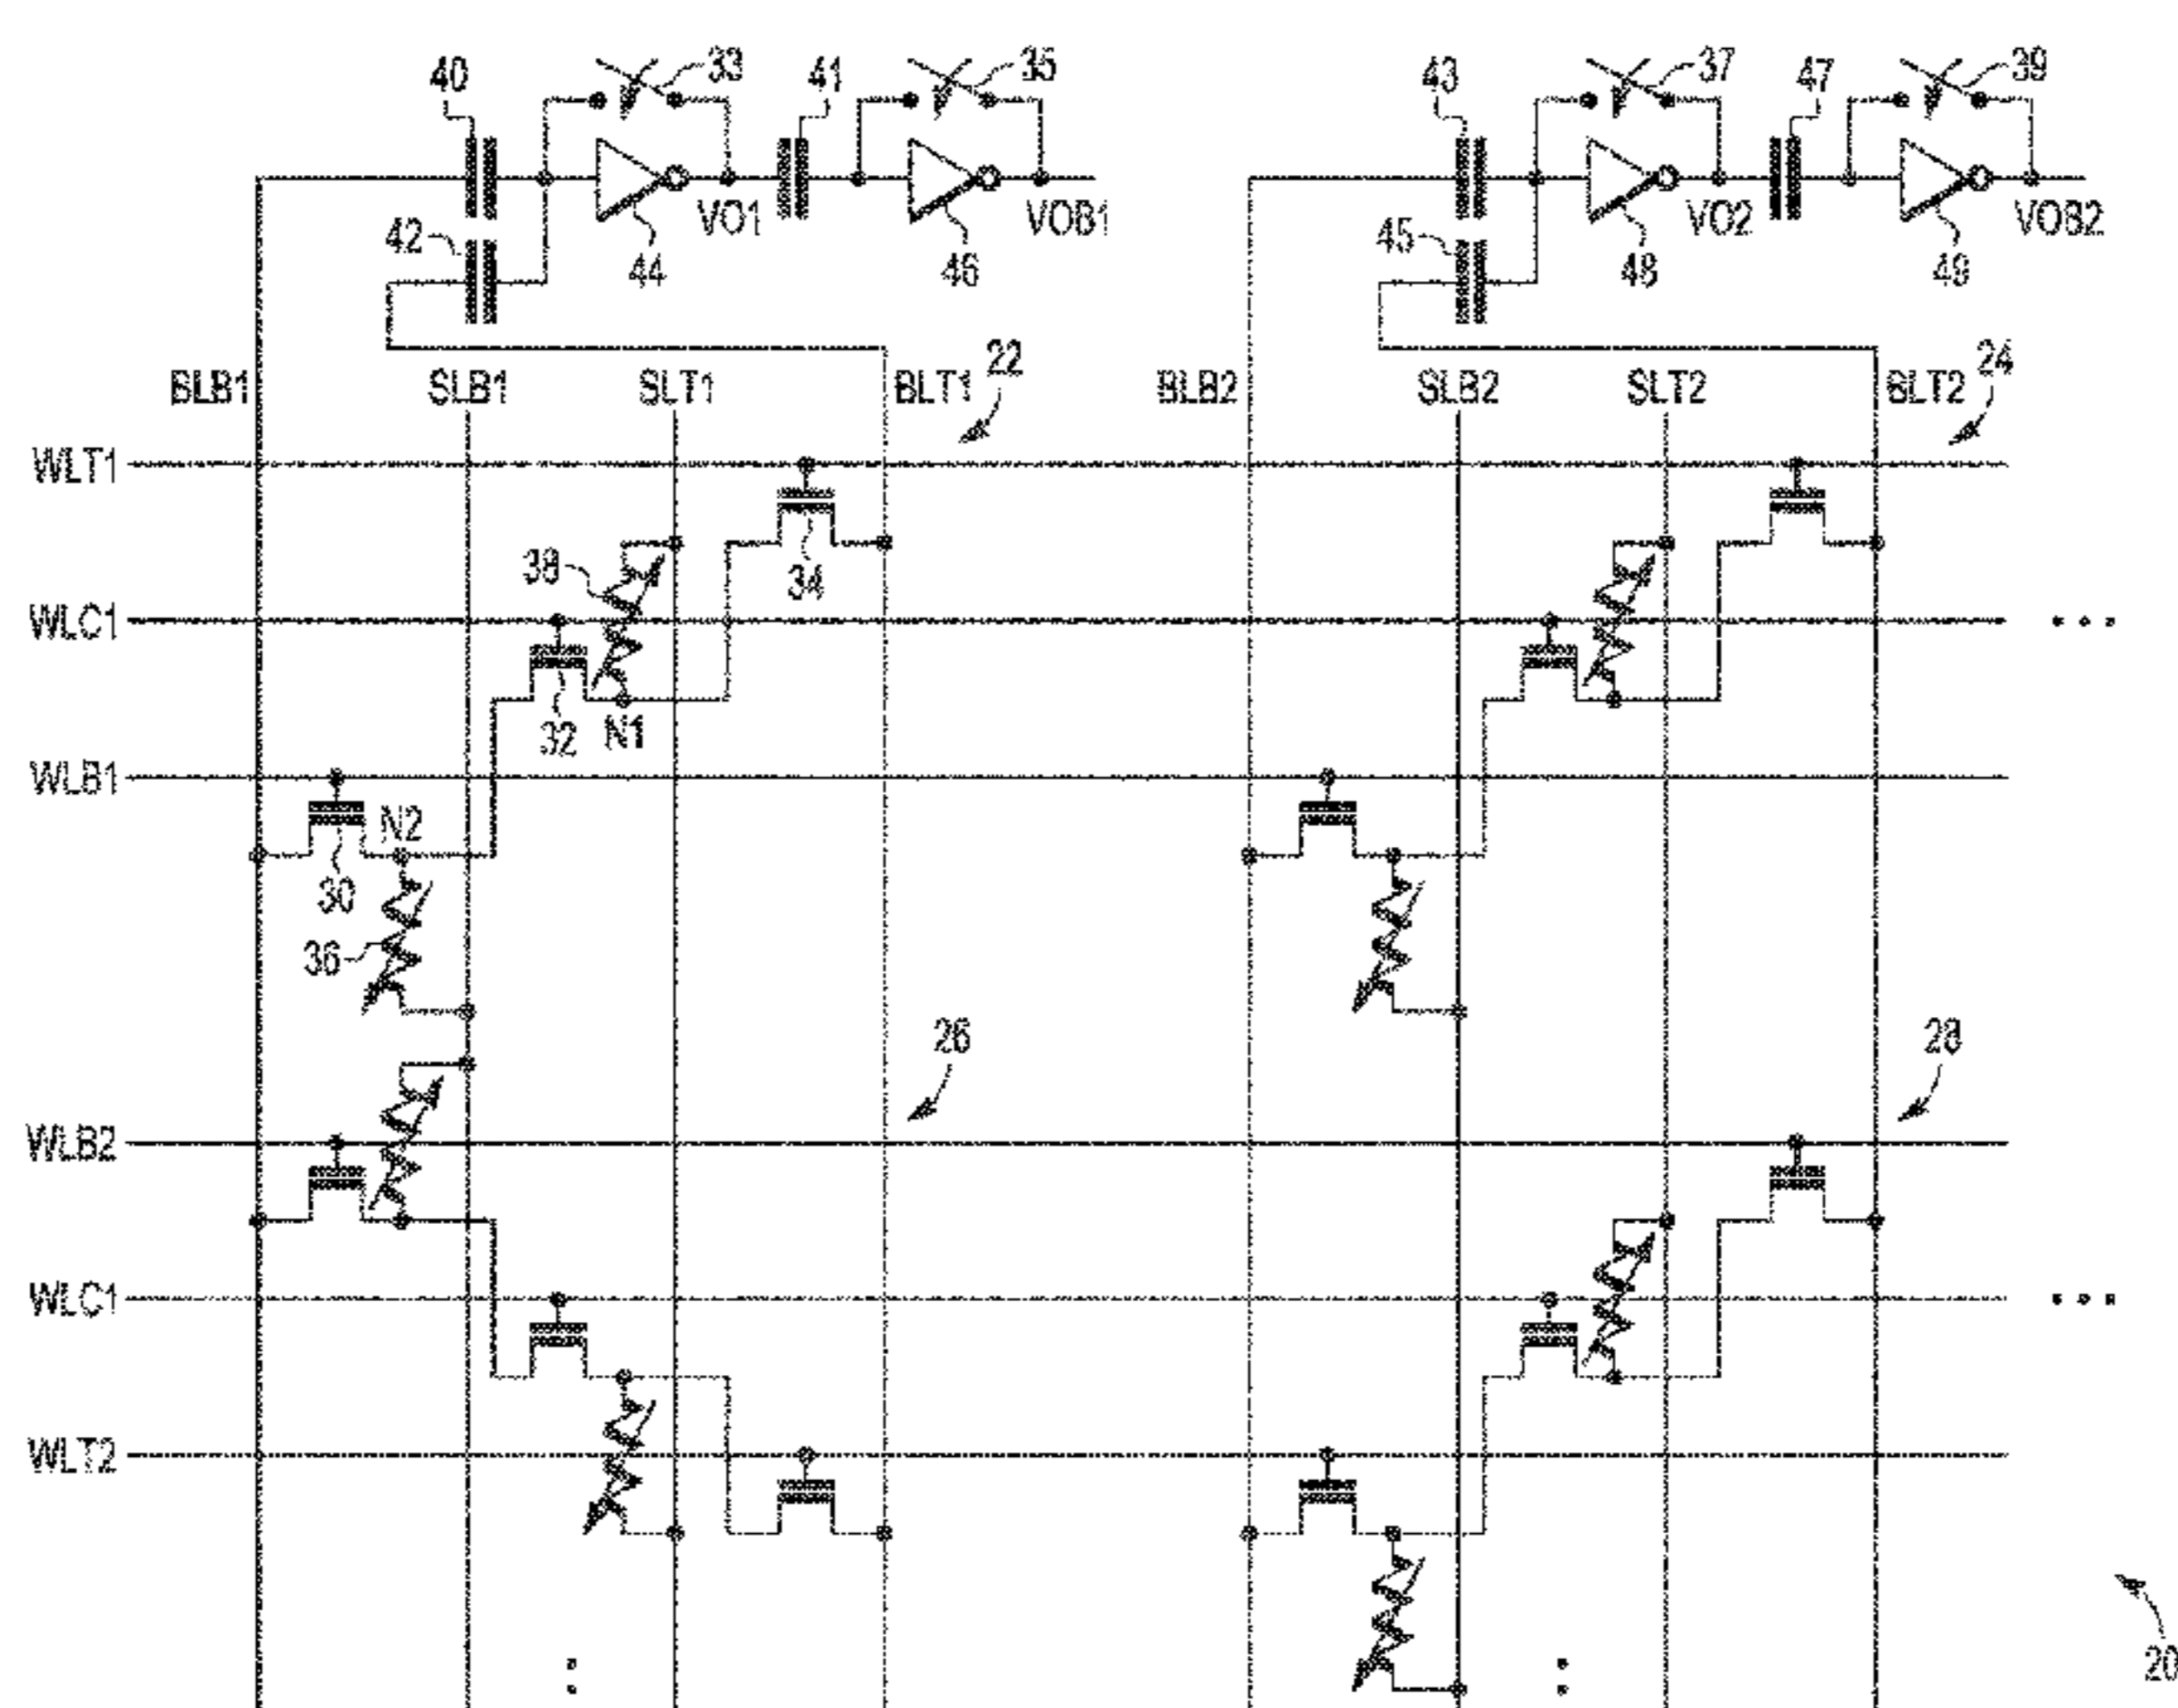 40 33 41 35 43 37 47 39
42 44 VO1 46 VOB1 45 48 VO2 49 VOB2
BLB1 SLB1 SLT1 BLT1 22 BLB2 SLB2 SLT2 BLT2 24
WLT1
38 34
WLC1
32 N1
WLB1
N2
30
36
26 28
WLB2
WLC1
WLT2
20